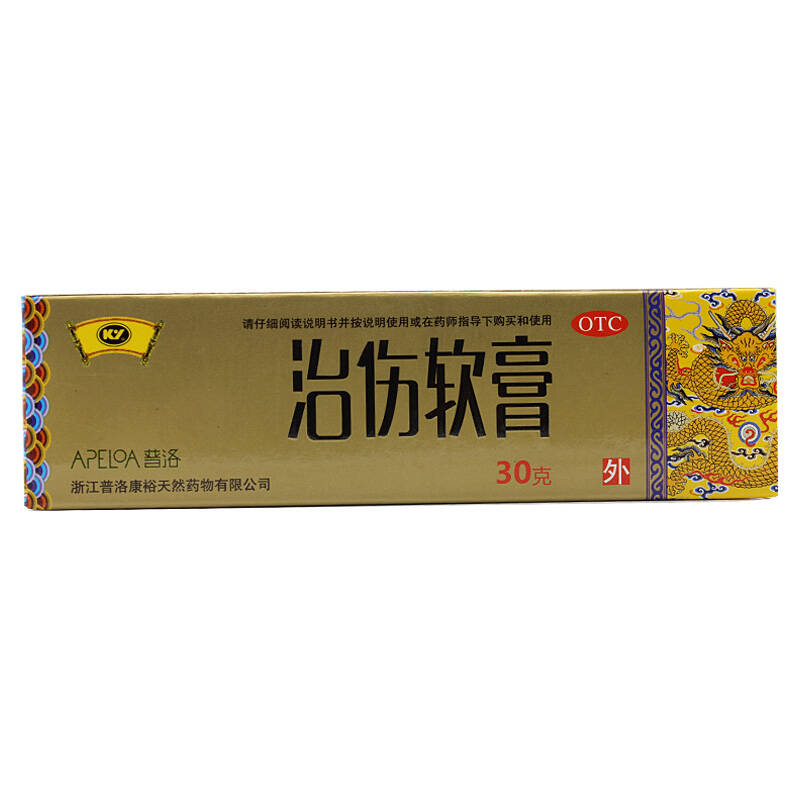 KY
请仔细阅读说明书并按说明使用或在药师指导下购买和使用
OTC
治伤软膏
APELOA 普洛
30克
外
浙江普洛康裕天然药物有限公司